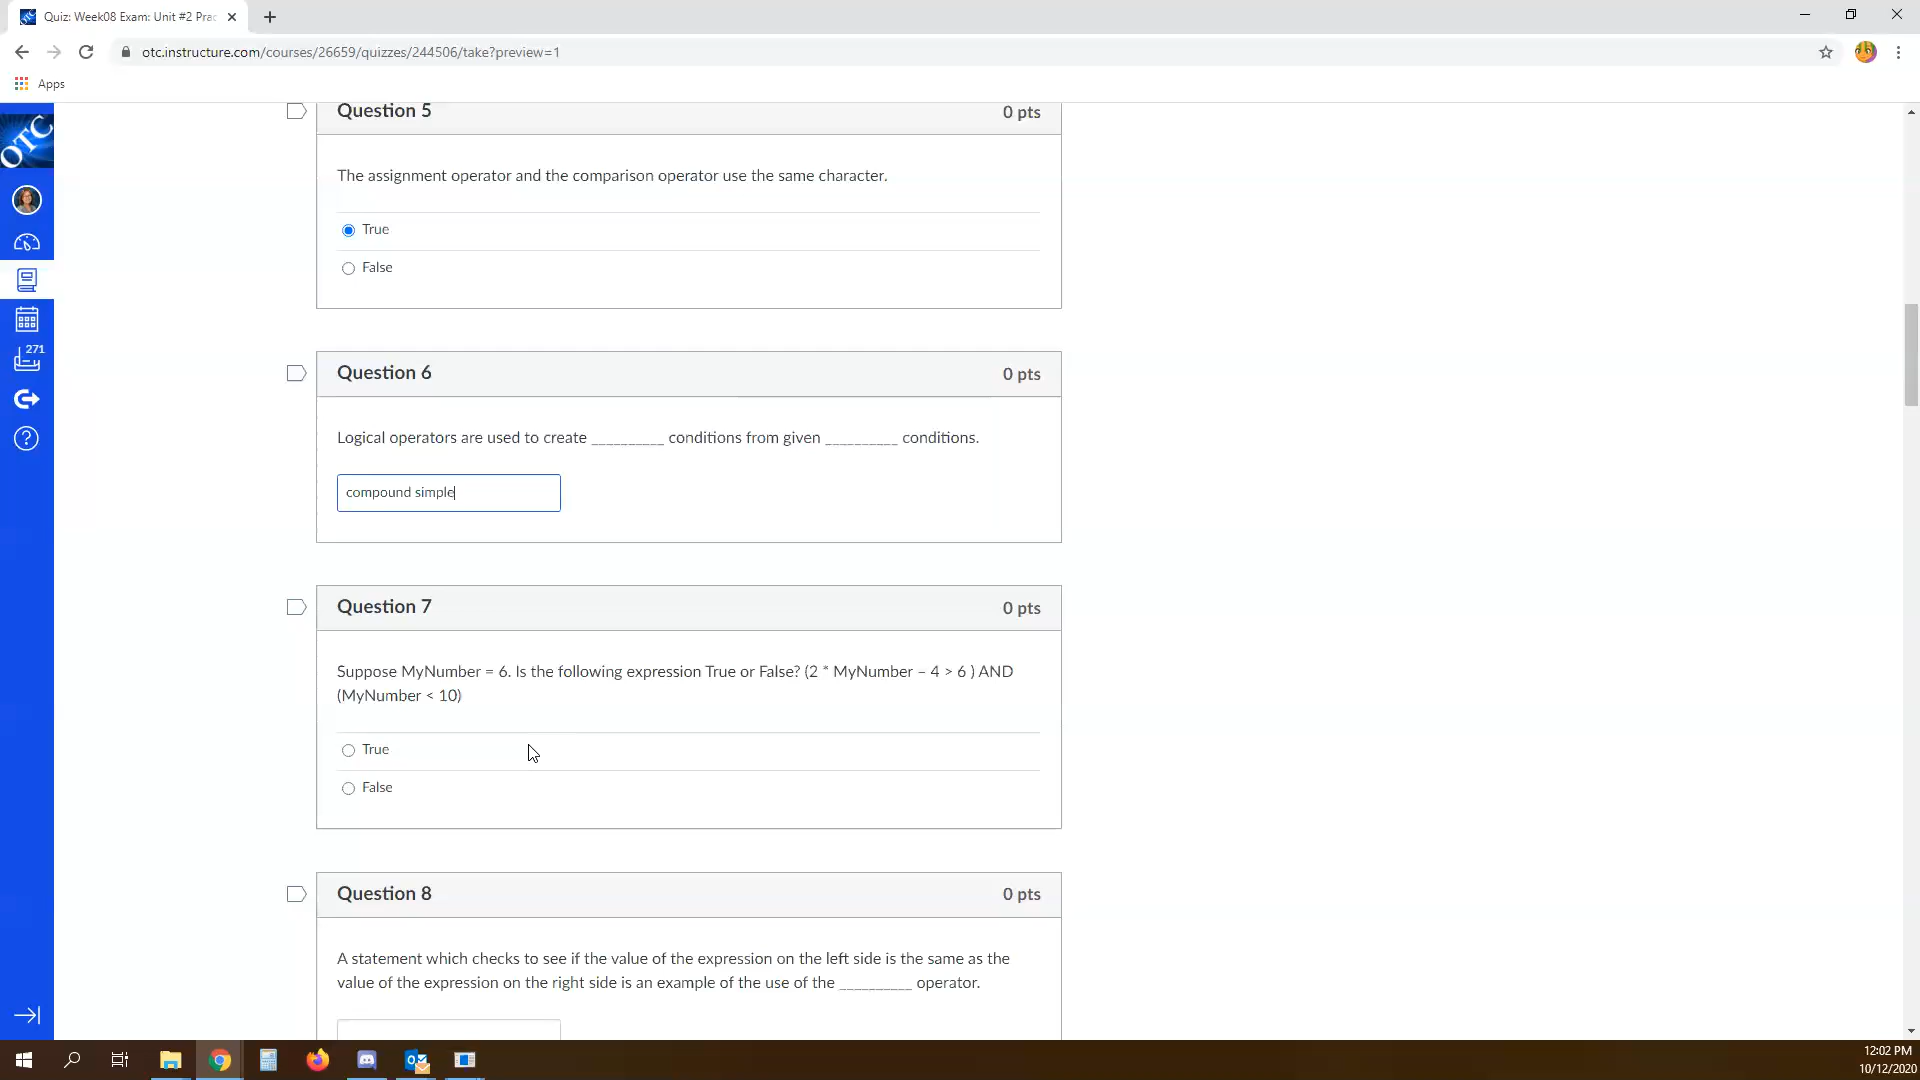 Quiz: Week08 Exam: Unit #2 Prac
otc.instructure.com/courses/26659/quizzes/244506/take?preview=1
Apps
OTC
271
Question 5
0 pts
The assignment operator and the comparison operator use the same character.
True
False
Question 6
0 pts
Logical operators are used to create __________ conditions from given __________ conditions.
compound simple
Question 7
0 pts
Suppose MyNumber = 6. Is the following expression True or False? (2 * MyNumber – 4 > 6 ) AND
(MyNumber < 10)
True
False
Question 8
0 pts
A statement which checks to see if the value of the expression on the left side is the same as the
value of the expression on the right side is an example of the use of the __________ operator.
12:02 PM
10/12/2020